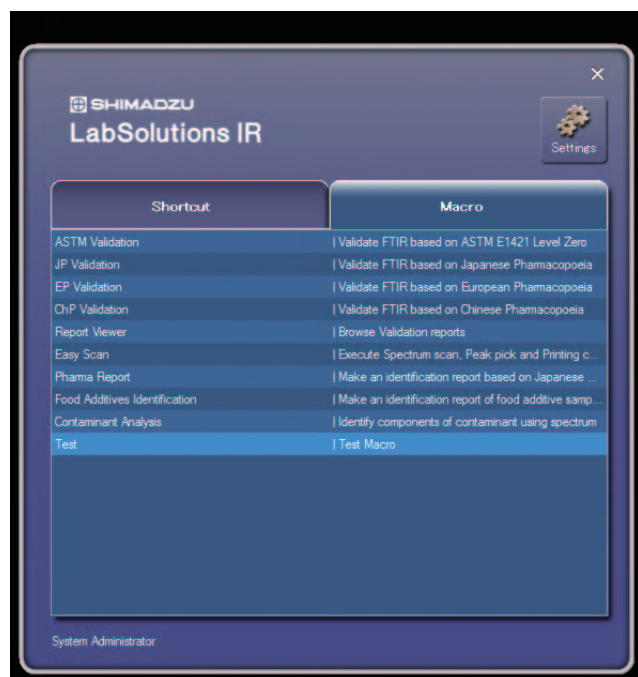 SHIMADZU
LabSolutions IR
Settings
Shortcut Macro
ASTM Validation | Validate FTIR based on ASTM E1421 Level Zero
JP Validation | Validate FTIR based on Japanese Pharmacopoeia
EP Validation | Validate FTIR based on European Pharmacopoeia
ChP Validation | Validate FTIR based on Chinese Pharmacopoeia
Report Viewer | Browse Validation reports
Easy Scan | Execute Spectrum scan, Peak pick and Printing c...
Pharma Report | Make an identification report based on Japanese ...
Food Additives Identification | Make an identification report of food additive samp...
Contaminant Analysis | Identify components of contaminant using spectrum
Test | Test Macro
System Administrator